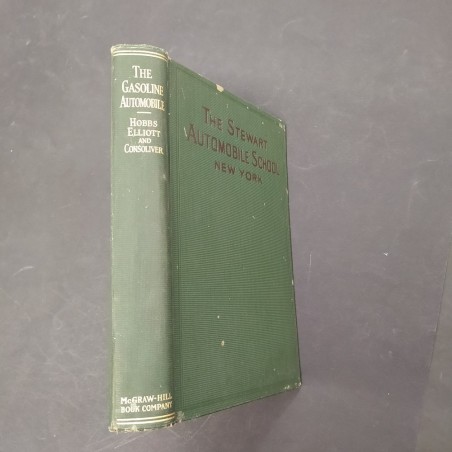 THE
GASOLINE
AUTOMOBILE
HOBBS
ELLIOTT
AND
CONSOLIVER
McGRAW-HILL
BOOK COMPANY
THE STEWART
AUTOMOBILE SCHOOL
NEW YORK